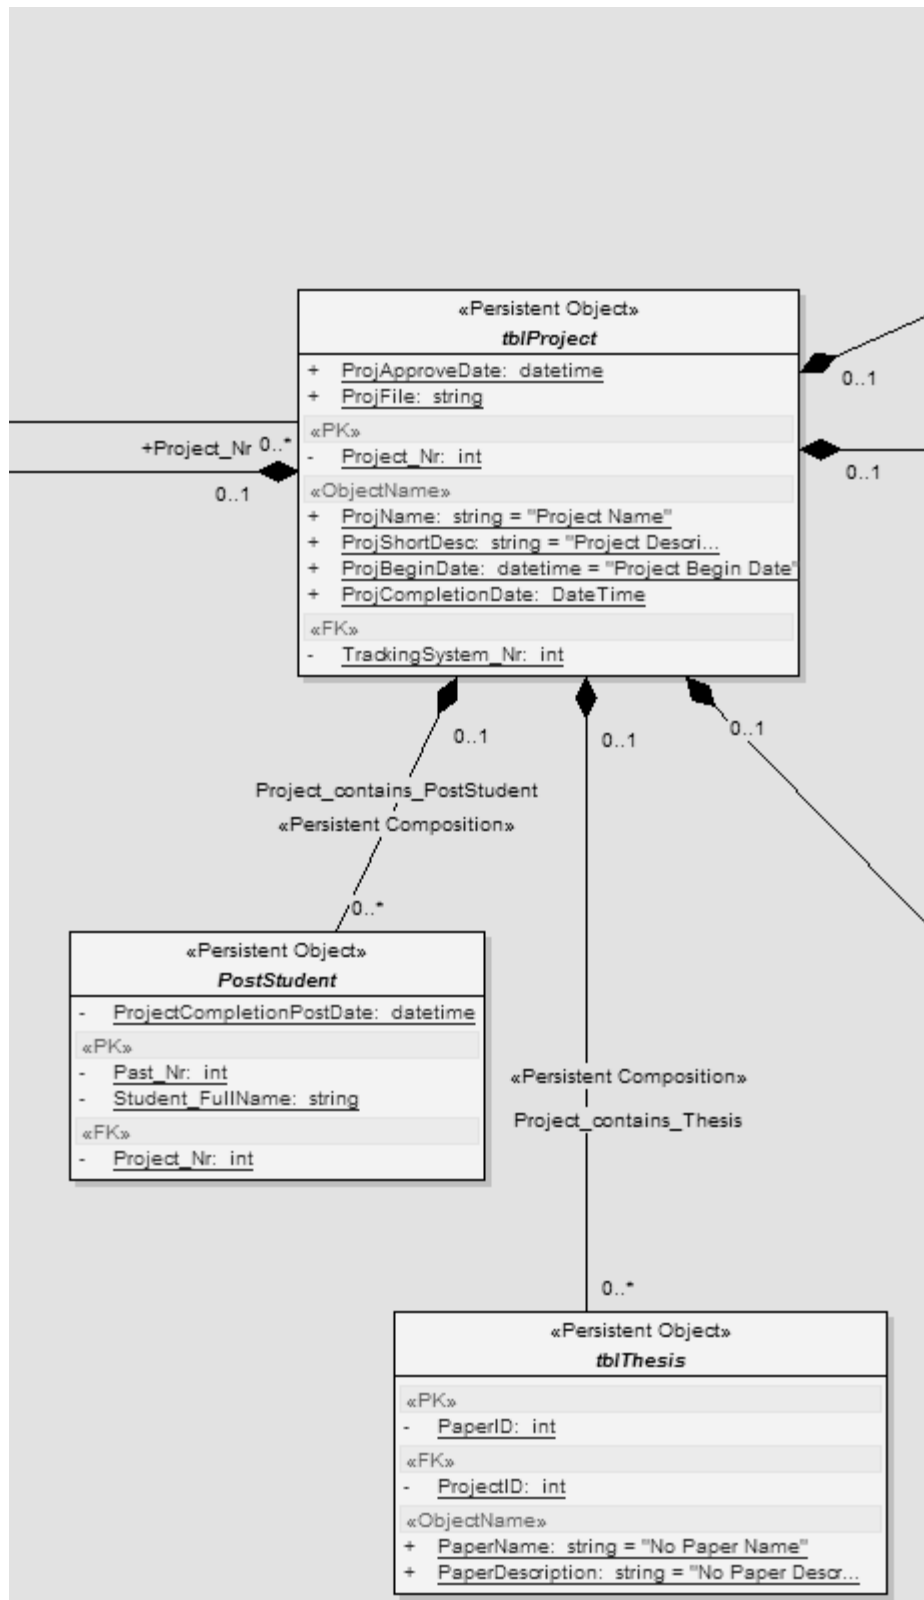 «Persistent Object»
tblProject
+ ProjApproveDate: datetime
+ ProjFile: string
«PK»
- Project_Nr: int
«ObjectName»
+ ProjName: string = "Project Name"
+ ProjShortDesc: string = "Project Descri...
+ ProjBeginDate: datetime = "Project Begin Date"
+ ProjCompletionDate: DateTime
«FK»
- TrackingSystem_Nr: int
+Project_Nr 0..*
0..1
0..1
0..1
0..1
0..1
0..1
Project_contains_PostStudent
«Persistent Composition»
0..*
«Persistent Object»
PostStudent
- ProjectCompletionPostDate: datetime
«PK»
- Past_Nr: int
- Student_FullName: string
«FK»
- Project_Nr: int
«Persistent Composition»
Project_contains_Thesis
0..*
«Persistent Object»
tblThesis
«PK»
- PaperID: int
«FK»
- ProjectID: int
«ObjectName»
+ PaperName: string = "No Paper Name"
+ PaperDescription: string = "No Paper Descr...